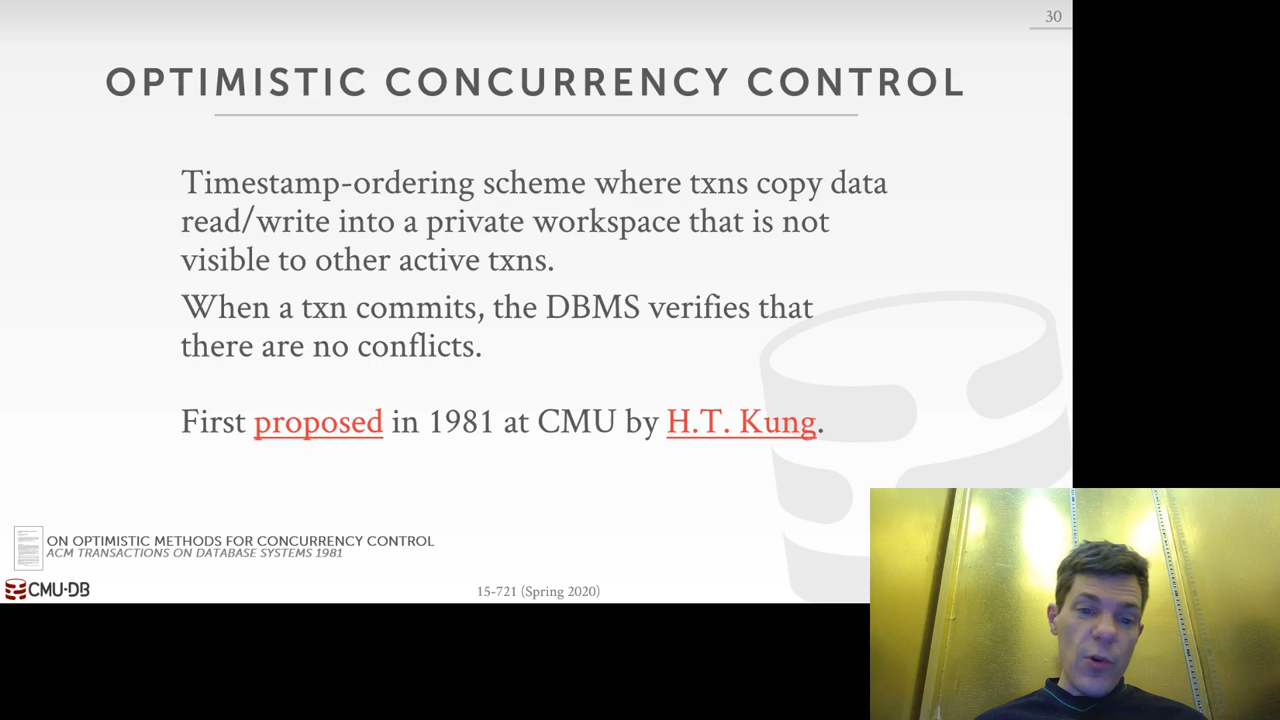 30
OPTIMISTIC CONCURRENCY CONTROL
Timestamp-ordering scheme where txns copy data
read/write into a private workspace that is not
visible to other active txns.
When a txn commits, the DBMS verifies that
there are no conflicts.
First proposed in 1981 at CMU by H.T. Kung.
ON OPTIMISTIC METHODS FOR CONCURRENCY CONTROL
ACM TRANSACTIONS ON DATABASE SYSTEMS 1981
CMU·DB
15-721 (Spring 2020)